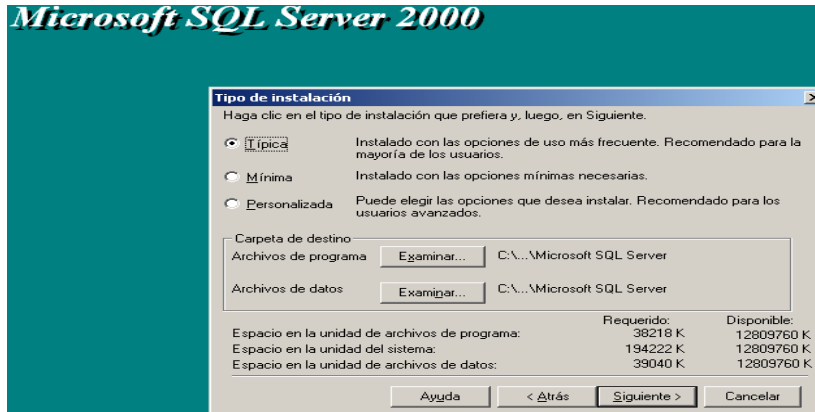 Microsoft SQL Server 2000
Tipo de instalación
Haga clic en el tipo de instalación que prefiera y, luego, en Siguiente.
Típica
Instalado con las opciones de uso más frecuente. Recomendado para la
mayoría de los usuarios.
Mínima
Instalado con las opciones mínimas necesarias.
Personalizada
Puede elegir las opciones que desea instalar. Recomendado para los
usuarios avanzados.
Carpeta de destino
Archivos de programa Examinar... C:\...\Microsoft SQL Server
Archivos de datos Examinar... C:\...\Microsoft SQL Server
Requerido: Disponible:
Espacio en la unidad de archivos de programa: 38218 K 12809760 K
Espacio en la unidad del sistema: 194222 K 12809760 K
Espacio en la unidad de archivos de datos: 39040 K 12809760 K
Ayuda < Atrás Siguiente > Cancelar